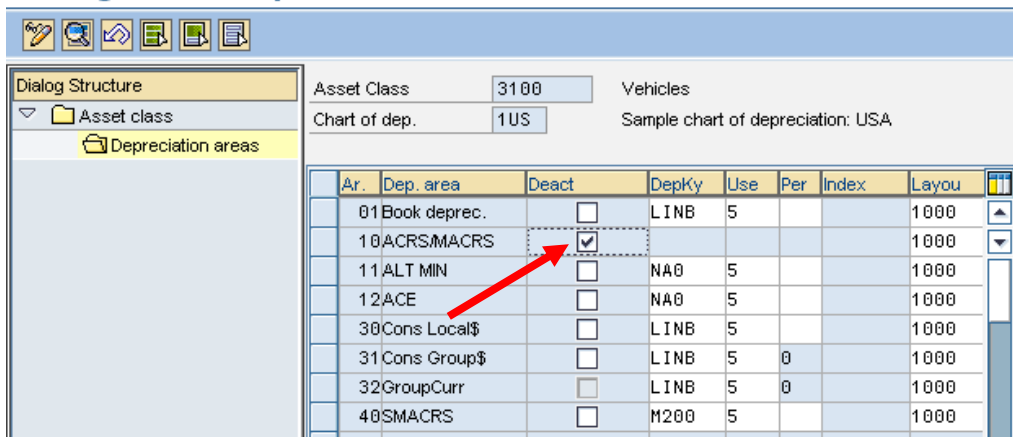 Dialog Structure
Asset class
Depreciation areas
Asset Class 3100 Vehicles
Chart of dep. 1US Sample chart of depreciation: USA
Ar. Dep. area Deact DepKy Use Per Index Layou
01 Book deprec. LINB 5 1000
10 ACRS/MACRS 1000
11 ALT MIN NA0 5 1000
12 ACE NA0 5 1000
30 Cons Local$ LINB 5 1000
31 Cons Group$ LINB 5 0 1000
32 GroupCurr LINB 5 0 1000
40 SMACRS M200 5 1000